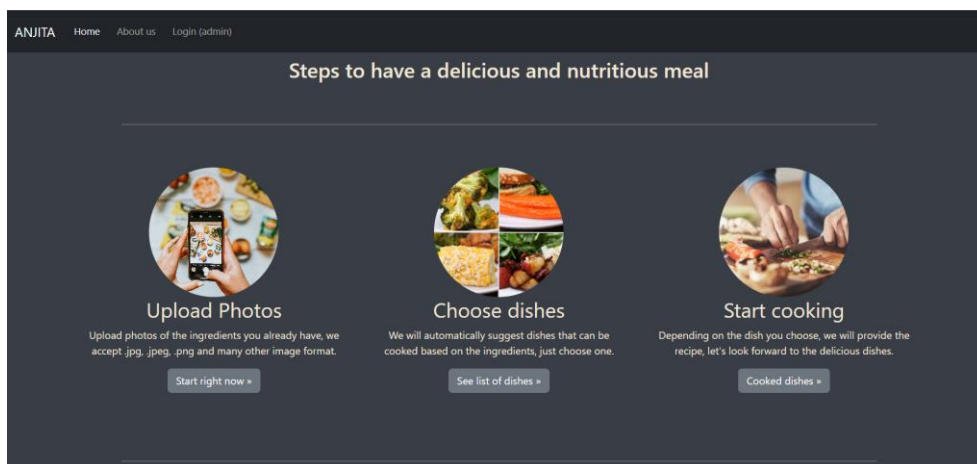 ANJITA Home About us Login (admin)
Steps to have a delicious and nutritious meal
Upload Photos
Upload photos of the ingredients you already have, we
accept .jpg, .jpeg, .png and many other image format.
Start right now »
Choose dishes
We will automatically suggest dishes that can be
cooked based on the ingredients, just choose one.
See list of dishes »
Start cooking
Depending on the dish you choose, we will provide the
recipe, let's look forward to the delicious dishes.
Cooked dishes »